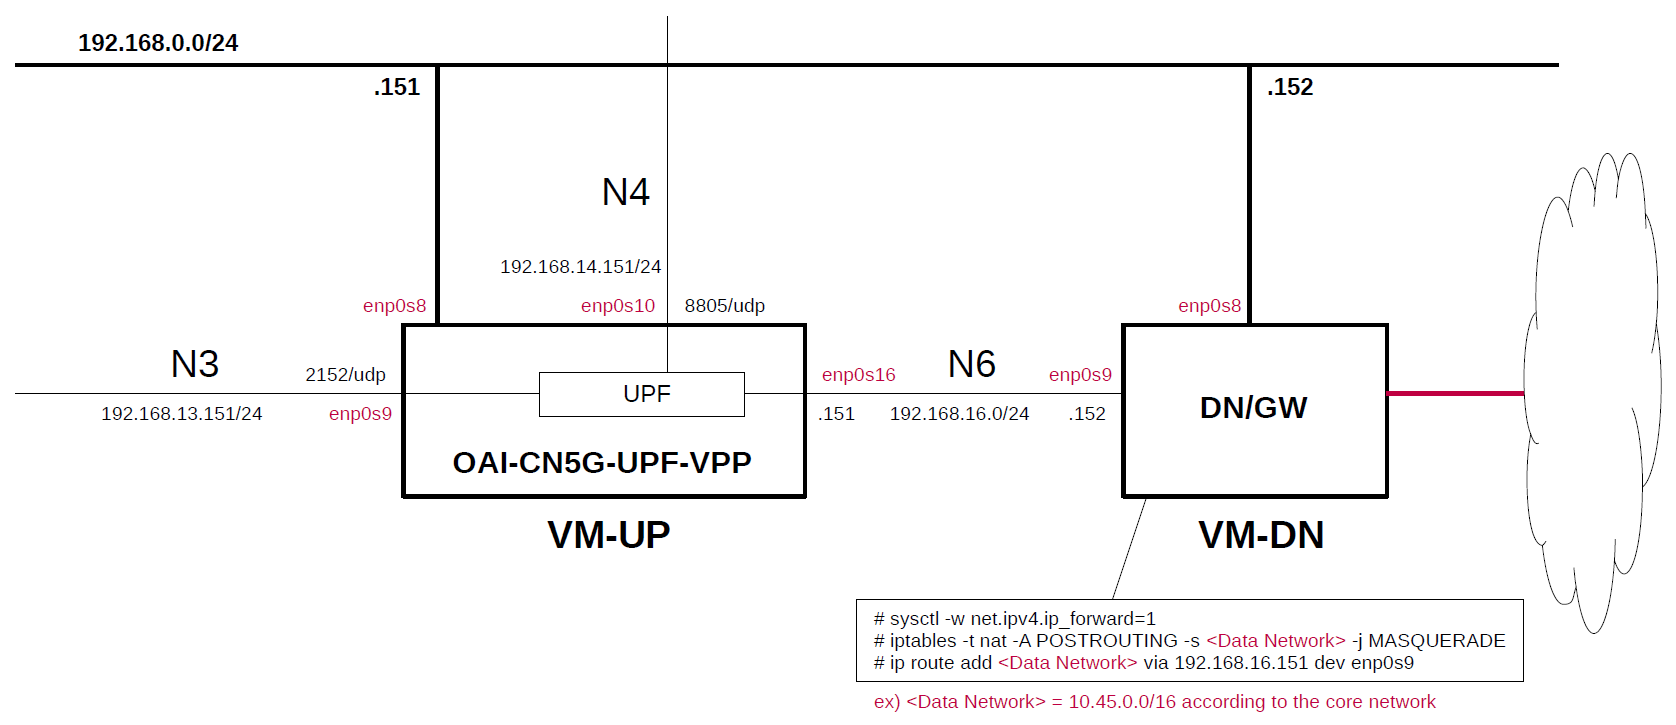 192.168.0.0/24
.151
.152
N4
192.168.14.151/24
enp0s8
enp0s10
8805/udp
enp0s8
N3
2152/udp
192.168.13.151/24
enp0s9
UPF
OAI-CN5G-UPF-VPP
VM-UP
enp0s16
N6
enp0s9
.151
192.168.16.0/24
.152
DN/GW
VM-DN
# sysctl -w net.ipv4.ip_forward=1
# iptables -t nat -A POSTROUTING -s <Data Network> -j MASQUERADE
# ip route add <Data Network> via 192.168.16.151 dev enp0s9
ex) <Data Network> = 10.45.0.0/16 according to the core network